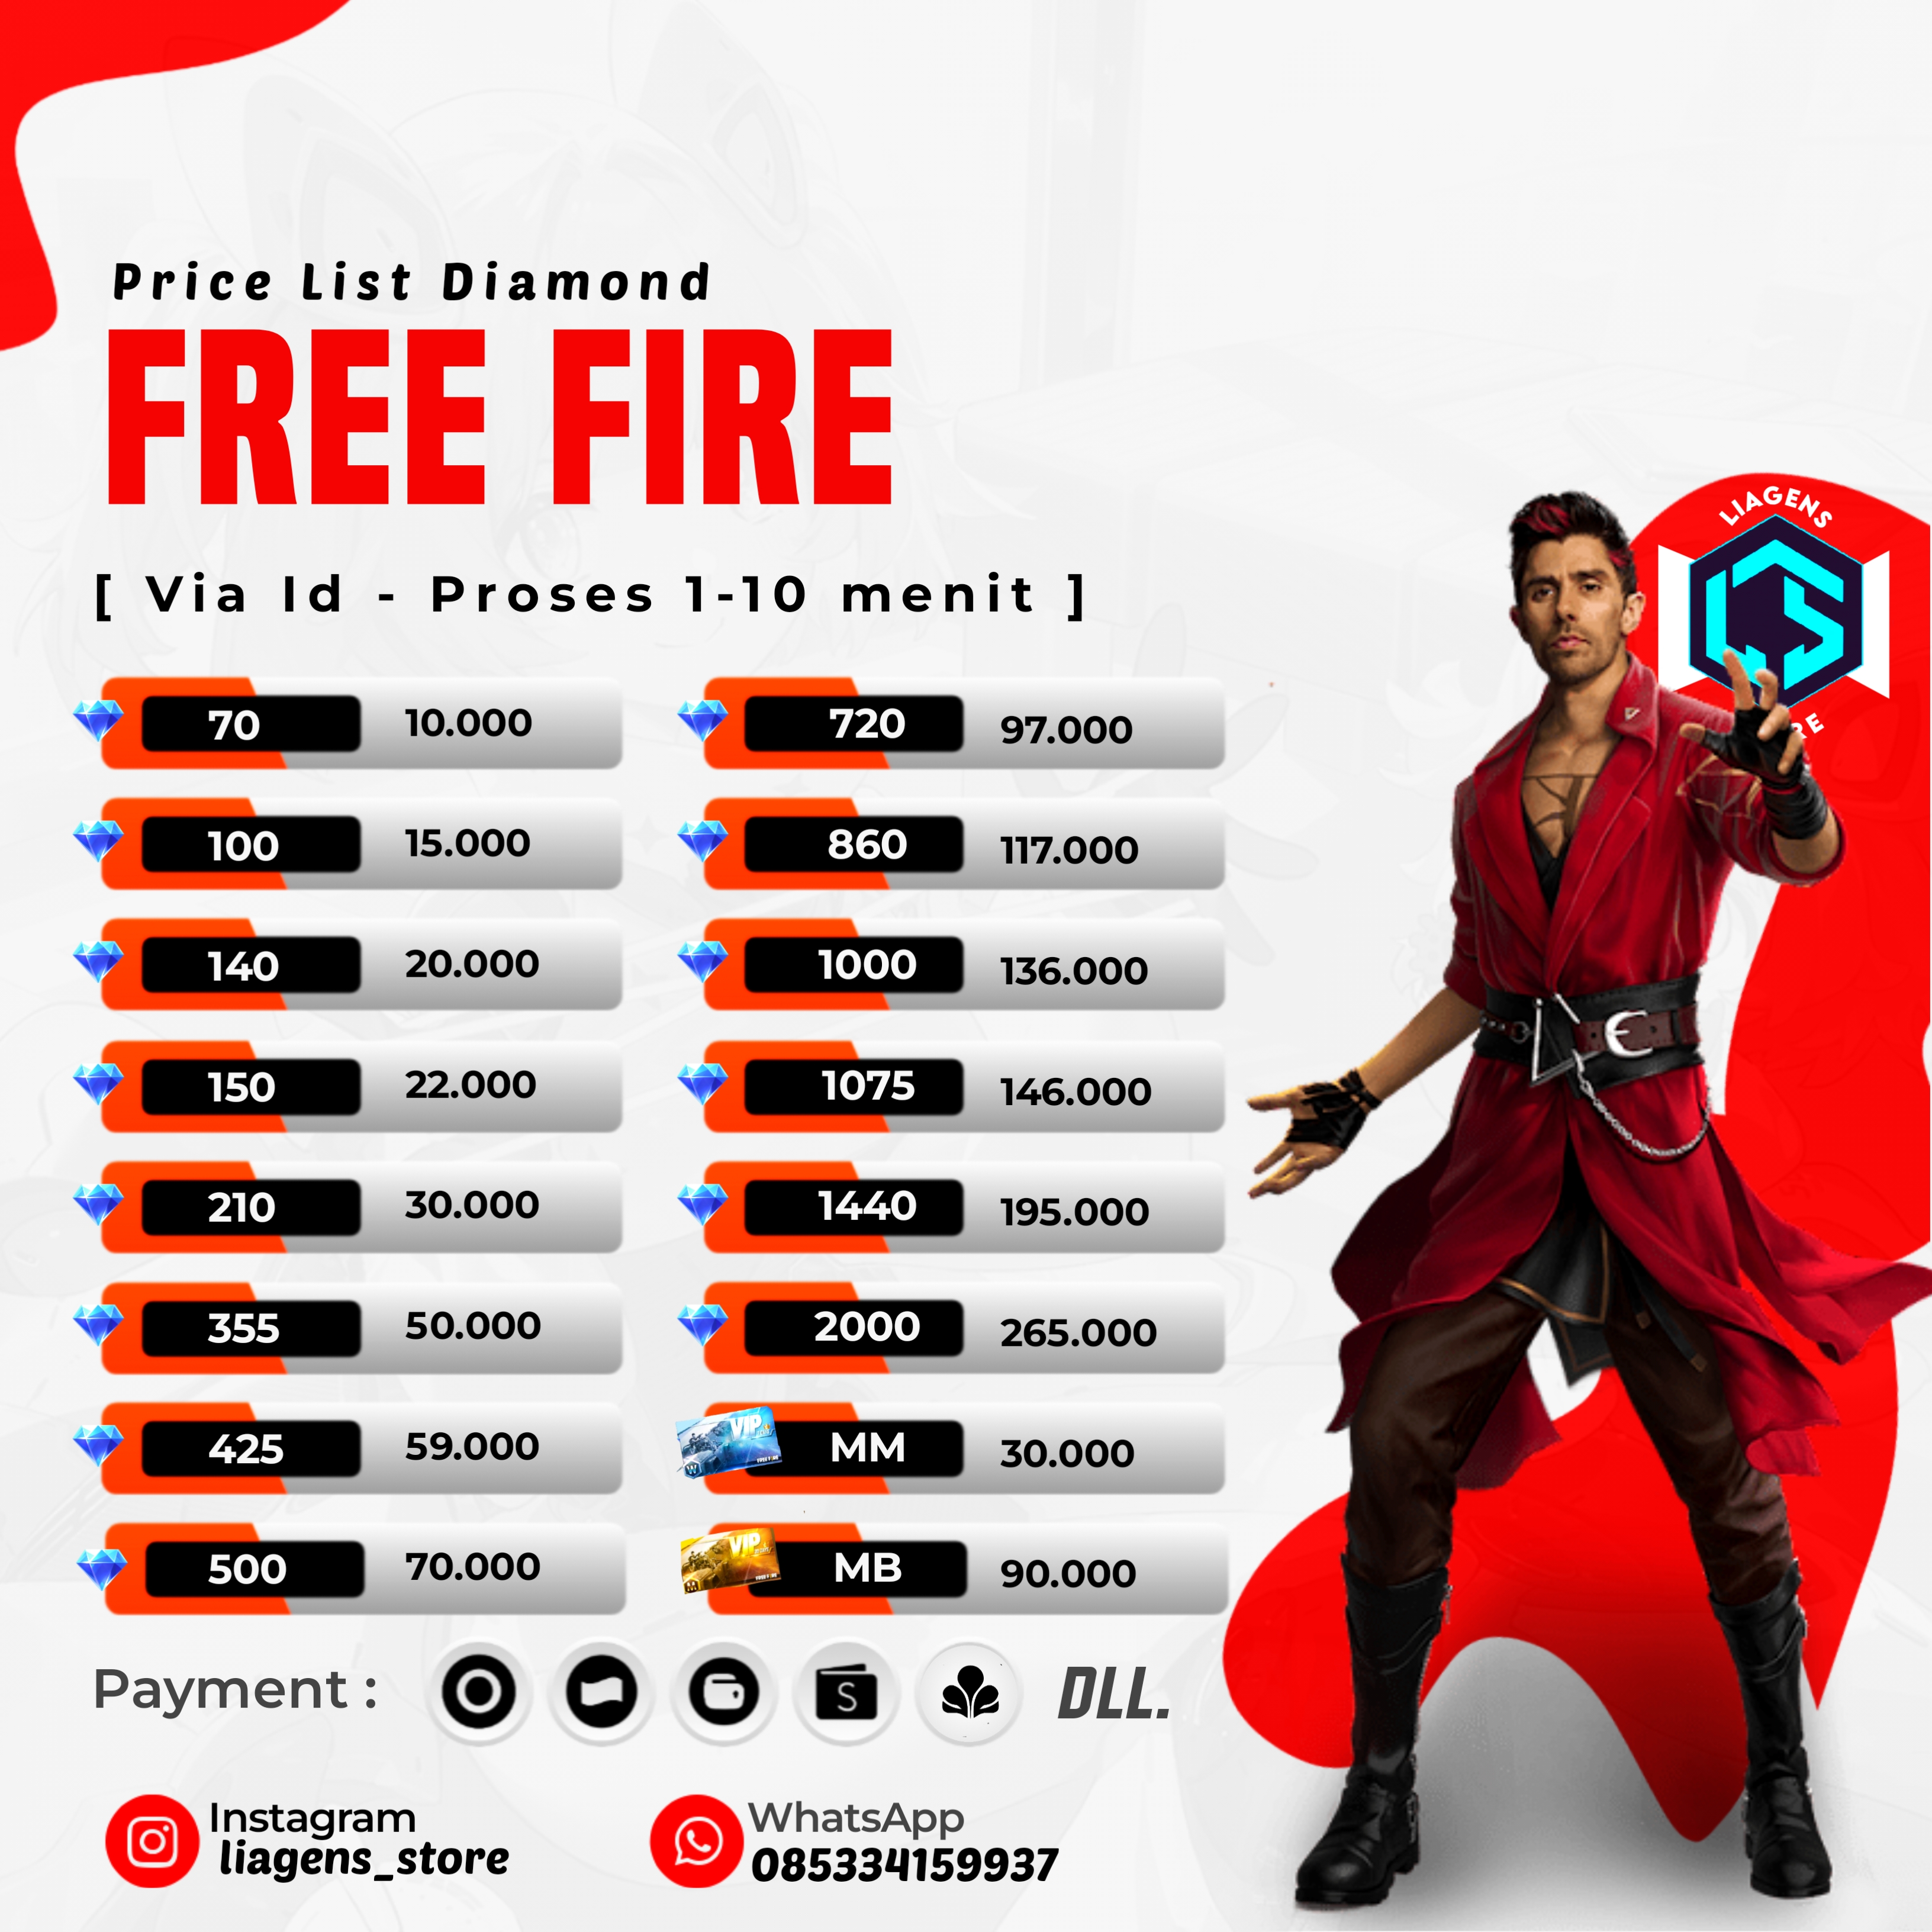 Price List Diamond
FREE FIRE
[ Via Id - Proses 1-10 menit ]
LIAGENS
LS
70 10.000
100 15.000
140 20.000
150 22.000
210 30.000
355 50.000
425 59.000
500 70.000
720 97.000
860 117.000
1000 136.000
1075 146.000
1440 195.000
2000 265.000
VIP
MM 30.000
VIP
MB 90.000
Payment :
S
DLL.
Instagram
liagens_store
WhatsApp
085334159937